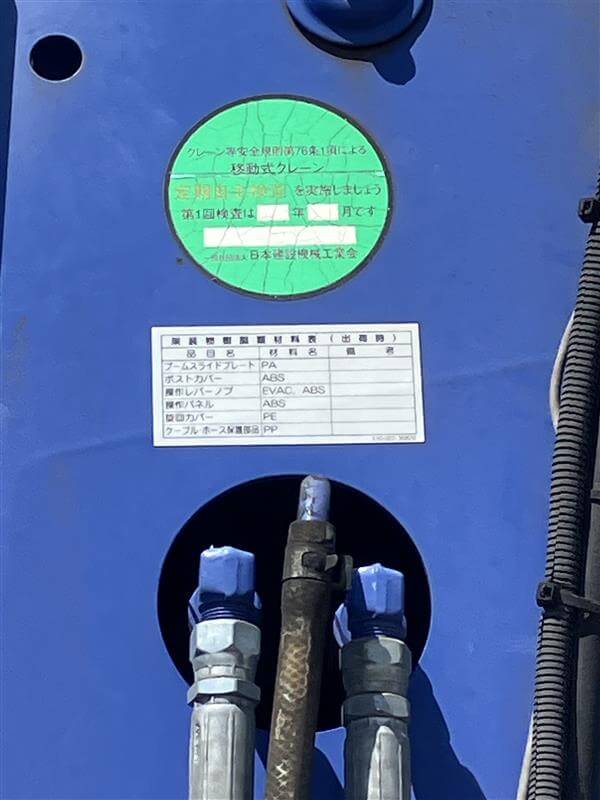 クレーン等安全規則第76条1項による
移動式クレーン
定期自主検査を実施しましょう
第1回検査は 年 月です
一般社団法人 日本建設機械工業会
架装物樹脂類材料表(出荷時)
品目名 材料名 備考
ブームスライドプレート PA
ポストカバー ABS
操作レバーノブ EVAC, ABS
操作パネル ABS
旋回カバー PE
ケーブル・ホース保護部品 PP